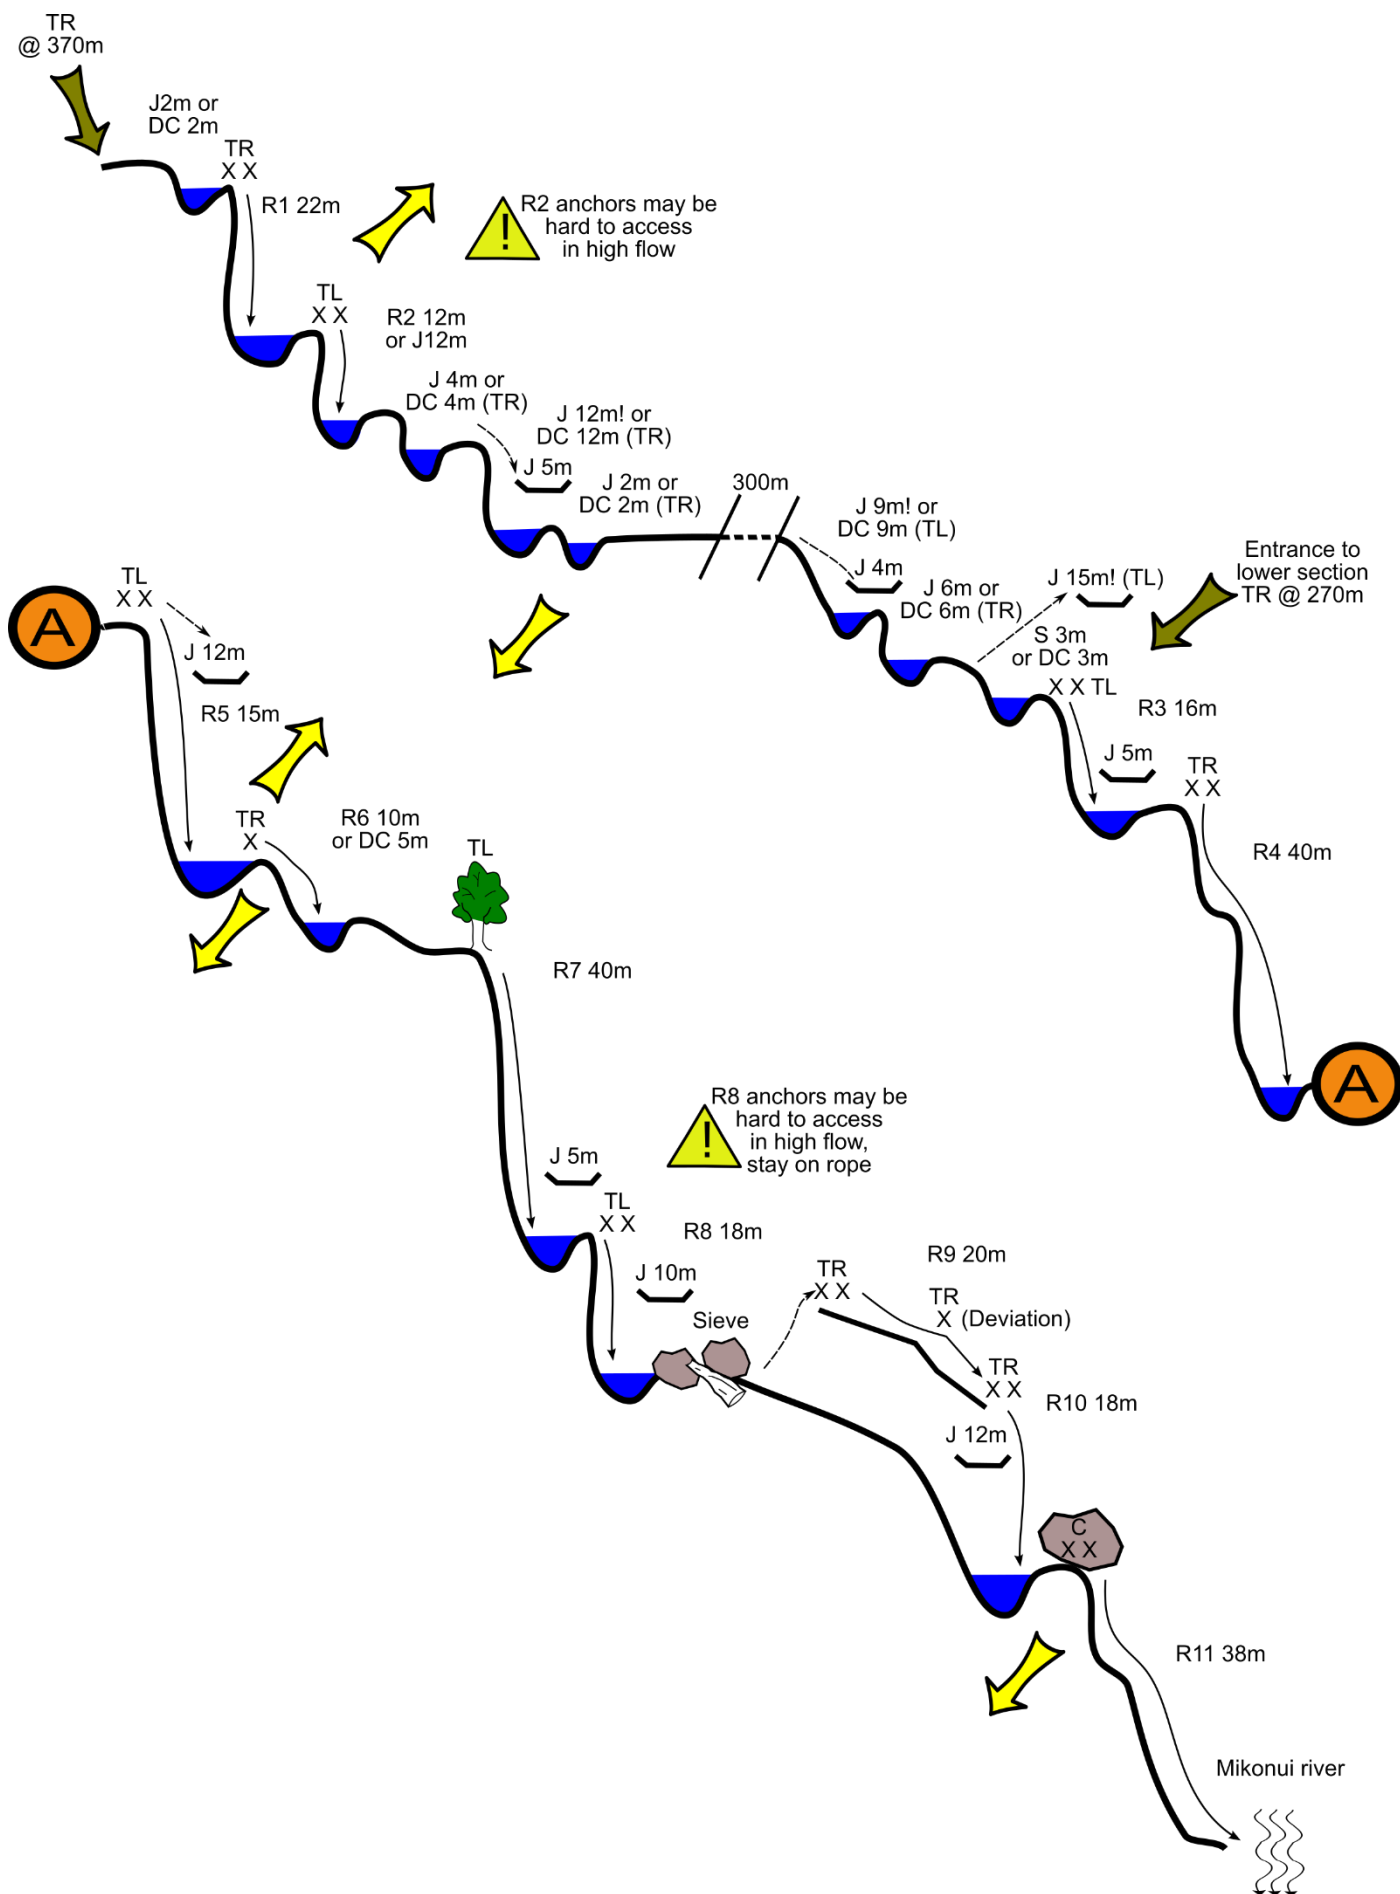 TR
@ 370m
J2m or
DC 2m
TR
X X
R1 22m
R2 anchors may be
hard to access
in high flow
!
TL
X X
R2 12m
or J12m
J 4m or
DC 4m (TR)
J 12m! or
DC 12m (TR)
J 5m
J 2m or
DC 2m (TR)
300m
J 9m! or
DC 9m (TL)
J 4m
J 6m or
DC 6m (TR)
J 15m! (TL)
Entrance to
lower section
TR @ 270m
S 3m
or DC 3m
X X TL
R3 16m
J 5m
TR
X X
R4 40m
A
A
TL
X X
J 12m
R5 15m
TR
X
R6 10m
or DC 5m
TL
R7 40m
R8 anchors may be
hard to access
in high flow,
stay on rope
!
J 5m
TL
X X
R8 18m
J 10m
Sieve
TR
X X
R9 20m
TR
X (Deviation)
TR
X X
R10 18m
J 12m
C
X X
R11 38m
Mikonui river